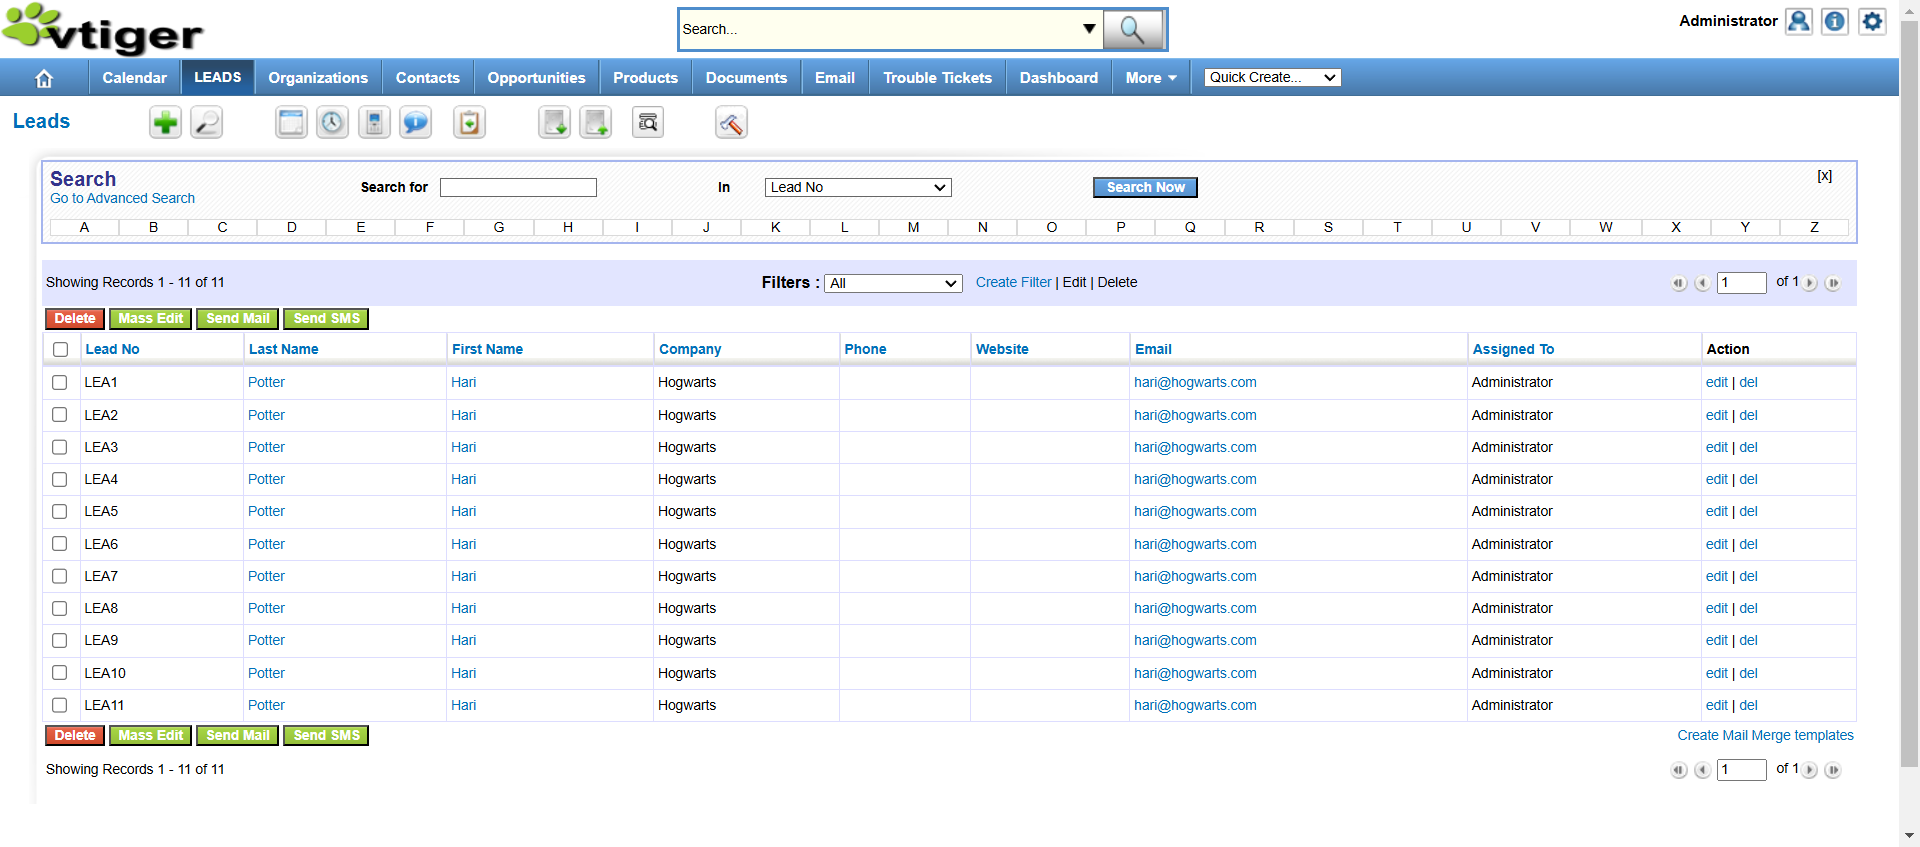 vtiger
Search...
Administrator
Calendar LEADS Organizations Contacts Opportunities Products Documents Email Trouble Tickets Dashboard More Quick Create...
Leads
Search
Go to Advanced Search
Search for In Lead No Search Now [x]
A B C D E F G H I J K L M N O P Q R S T U V W X Y Z
Showing Records 1 - 11 of 11 Filters : All Create Filter | Edit | Delete 1 of 1
Delete Mass Edit Send Mail Send SMS
Lead No Last Name First Name Company Phone Website Email Assigned To Action
LEA1 Potter Hari Hogwarts hari@hogwarts.com Administrator edit | del
LEA2 Potter Hari Hogwarts hari@hogwarts.com Administrator edit | del
LEA3 Potter Hari Hogwarts hari@hogwarts.com Administrator edit | del
LEA4 Potter Hari Hogwarts hari@hogwarts.com Administrator edit | del
LEA5 Potter Hari Hogwarts hari@hogwarts.com Administrator edit | del
LEA6 Potter Hari Hogwarts hari@hogwarts.com Administrator edit | del
LEA7 Potter Hari Hogwarts hari@hogwarts.com Administrator edit | del
LEA8 Potter Hari Hogwarts hari@hogwarts.com Administrator edit | del
LEA9 Potter Hari Hogwarts hari@hogwarts.com Administrator edit | del
LEA10 Potter Hari Hogwarts hari@hogwarts.com Administrator edit | del
LEA11 Potter Hari Hogwarts hari@hogwarts.com Administrator edit | del
Delete Mass Edit Send Mail Send SMS Create Mail Merge templates
Showing Records 1 - 11 of 11 1 of 1